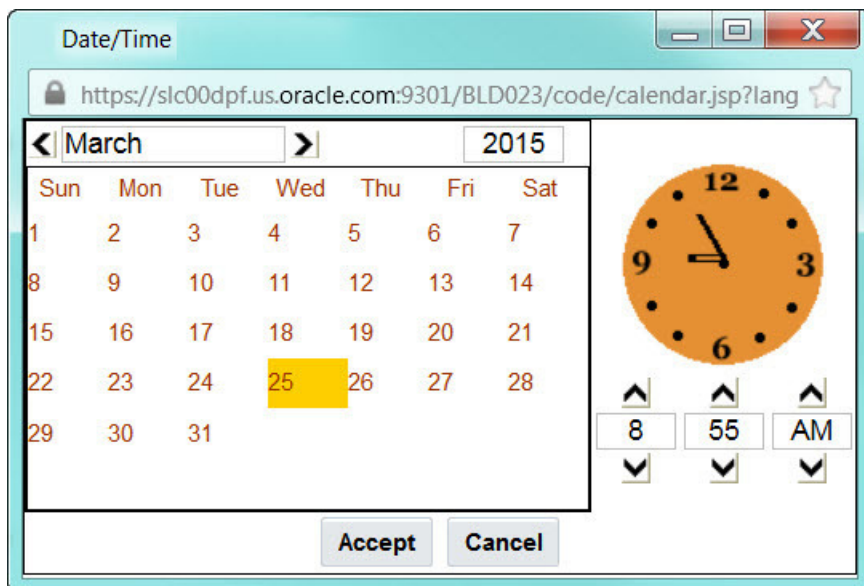 Date/Time
https://slc00dpf.us.oracle.com:9301/BLD023/code/calendar.jsp?lang
March 2015
Sun Mon Tue Wed Thu Fri Sat
1 2 3 4 5 6 7
8 9 10 11 12 13 14
15 16 17 18 19 20 21
22 23 24 25 26 27 28
29 30 31
12
9 3
6
8 55 AM
Accept Cancel